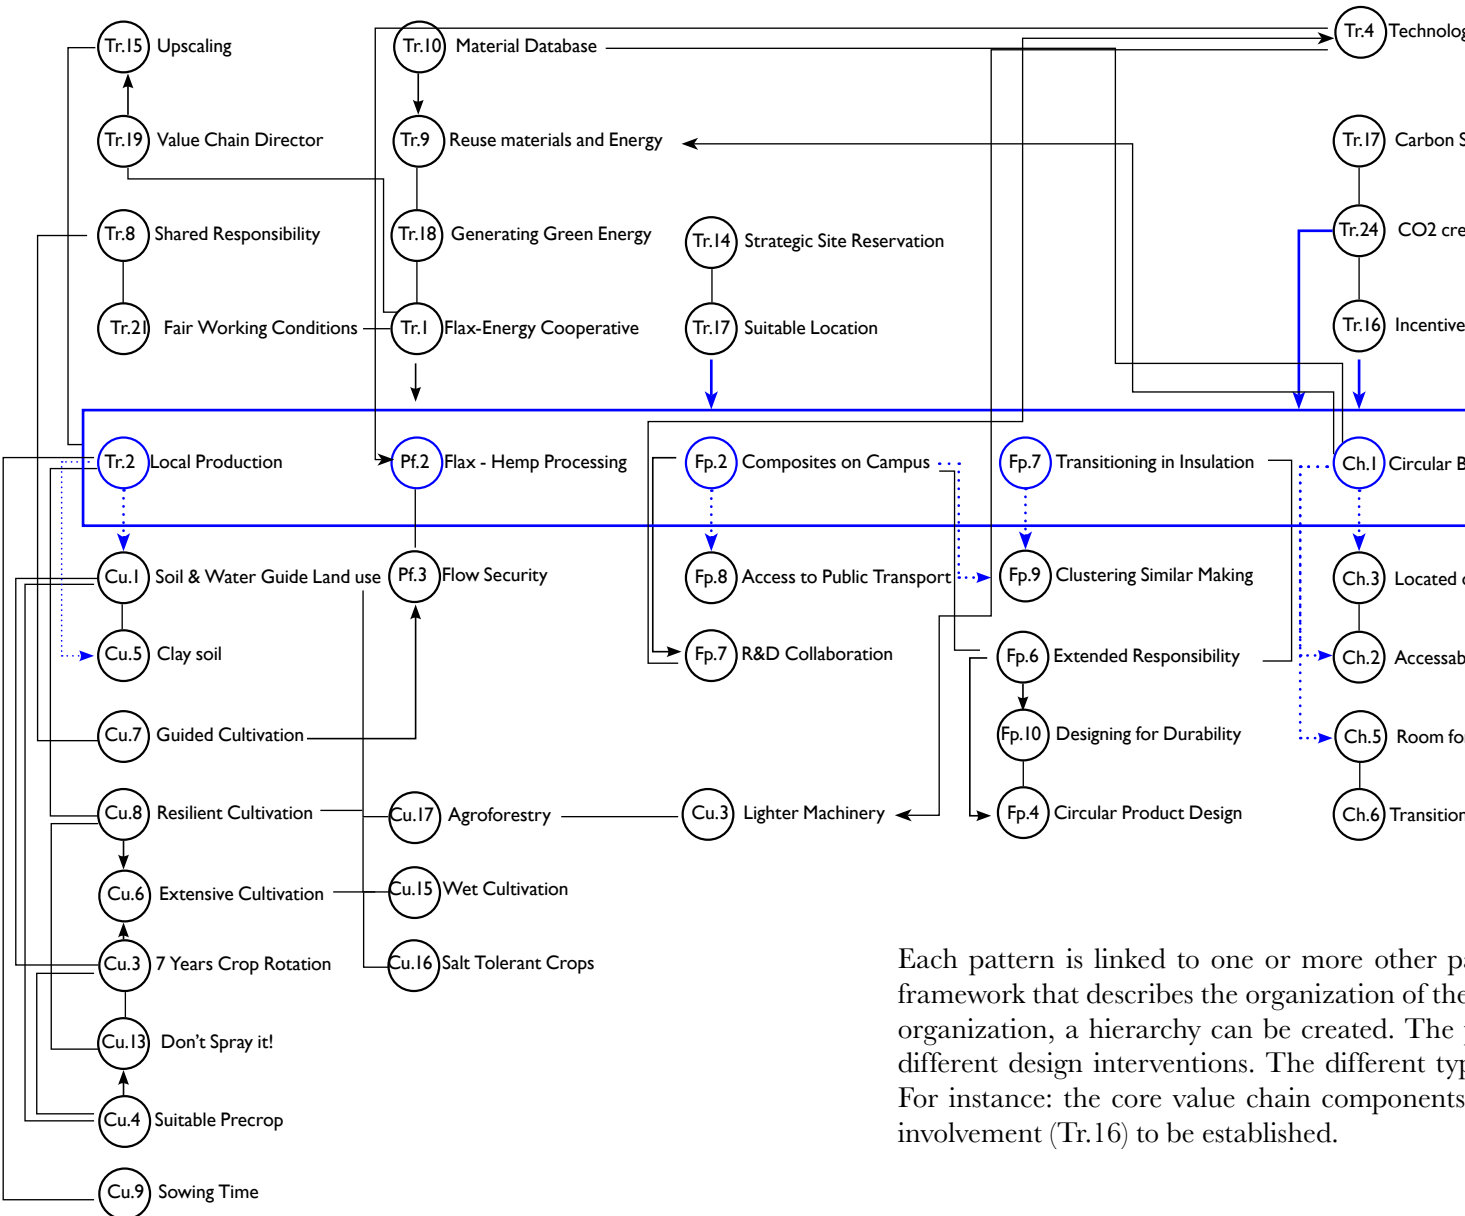 Tr.15 Upscaling
Tr.10 Material Database
Tr.4 Technolog
Tr.19 Value Chain Director
Tr.9 Reuse materials and Energy
Tr.17 Carbon S
Tr.8 Shared Responsibility
Tr.18 Generating Green Energy
Tr.14 Strategic Site Reservation
Tr.24 CO2 cre
Tr.21 Fair Working Conditions
Tr.1 Flax-Energy Cooperative
Tr.17 Suitable Location
Tr.16 Incentive
Tr.2 Local Production
Pf.2 Flax - Hemp Processing
Fp.2 Composites on Campus
Fp.7 Transitioning in Insulation
Ch.1 Circular B
Cu.1 Soil & Water Guide Land use
Pf.3 Flow Security
Fp.8 Access to Public Transport
Fp.9 Clustering Similar Making
Ch.3 Located
Cu.5 Clay soil
Fp.7 R&D Collaboration
Fp.6 Extended Responsibility
Ch.2 Accessab
Cu.7 Guided Cultivation
Fp.10 Designing for Durability
Ch.5 Room for
Cu.8 Resilient Cultivation
Cu.17 Agroforestry
Cu.3 Lighter Machinery
Fp.4 Circular Product Design
Ch.6 Transition
Cu.6 Extensive Cultivation
Cu.15 Wet Cultivation
Cu.3 7 Years Crop Rotation
Cu.16 Salt Tolerant Crops
Cu.13 Don't Spray it!
Cu.4 Suitable Precrop
Cu.9 Sowing Time
Each pattern is linked to one or more other pa
framework that describes the organization of the
organization, a hierarchy can be created. The
different design interventions. The different typ
For instance: the core value chain components
involvement (Tr.16) to be established.